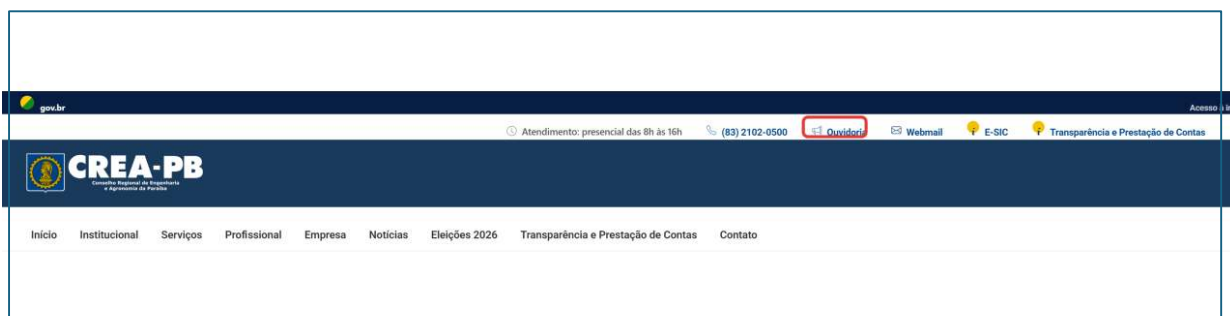 gov.br
Acesso à in
Atendimento: presencial das 8h às 16h (83) 2102-0500 Ouvidoria Webmail E-SIC Transparência e Prestação de Contas
CREA-PB
Conselho Regional de Engenharia
e Agronomia da Paraíba
Início Institucional Serviços Profissional Empresa Notícias Eleições 2026 Transparência e Prestação de Contas Contato